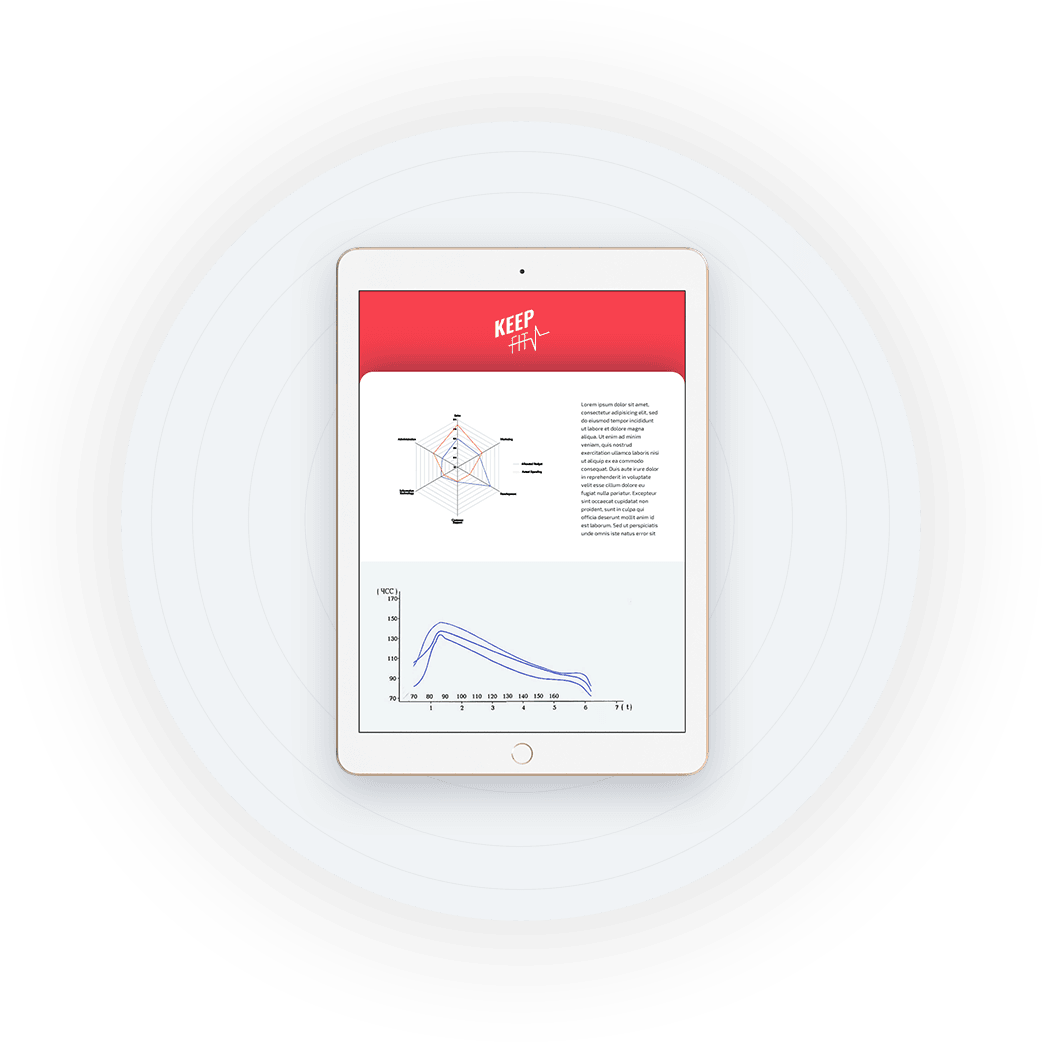 KEEP
FIT
Sales
Administration
Marketing
Information
Technology
Development
Customer
Support
Allocated Budget
Actual Spending
Lorem ipsum dolor sit amet,
consectetur adipisicing elit, sed
do eiusmod tempor incididunt
ut labore et dolore magna
aliqua. Ut enim ad minim
veniam, quis nostrud
exercitation ullamco laboris nisi
ut aliquip ex ea commodo
consequat. Duis aute irure dolor
in reprehenderit in voluptate
velit esse cillum dolore eu
fugiat nulla pariatur. Excepteur
sint occaecat cupidatat non
proident, sunt in culpa qui
officia deserunt mollit anim id
est laborum. Sed ut perspiciatis
unde omnis iste natus error sit
( ЧСС )
170
150
130
110
90
70
70 80 90 100 110 120 130 140 150 160
1 2 3 4 5 6 7 ( t )